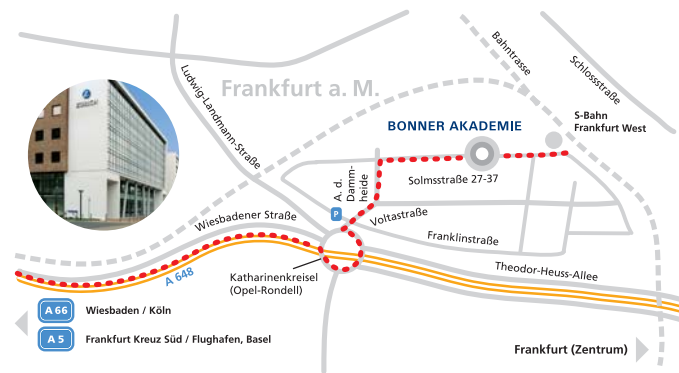 Frankfurt a. M.
Bahntrasse
Schlossstraße
Ludwig-Landmann-Straße
S-Bahn
Frankfurt West
BONNER AKADEMIE
Solmsstraße 27-37
A. d.
Damm-
heide
P
Voltastraße
Wiesbadener Straße
Franklinstraße
Theodor-Heuss-Allee
Katharinenkreisel
(Opel-Rondell)
A 648
A 66
Wiesbaden / Köln
A 5
Frankfurt Kreuz Süd / Flughafen, Basel
Frankfurt (Zentrum)